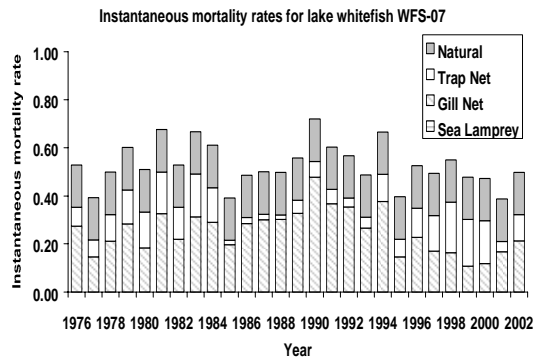 Instantaneous mortality rates for lake whitefish WFS-07
Instantaneous mortality rate
1.00
0.80
0.60
0.40
0.20
0.00
Natural
Trap Net
Gill Net
Sea Lamprey
1976 1978 1980 1982 1984 1986 1988 1990 1992 1994 1996 1998 2000 2002
Year